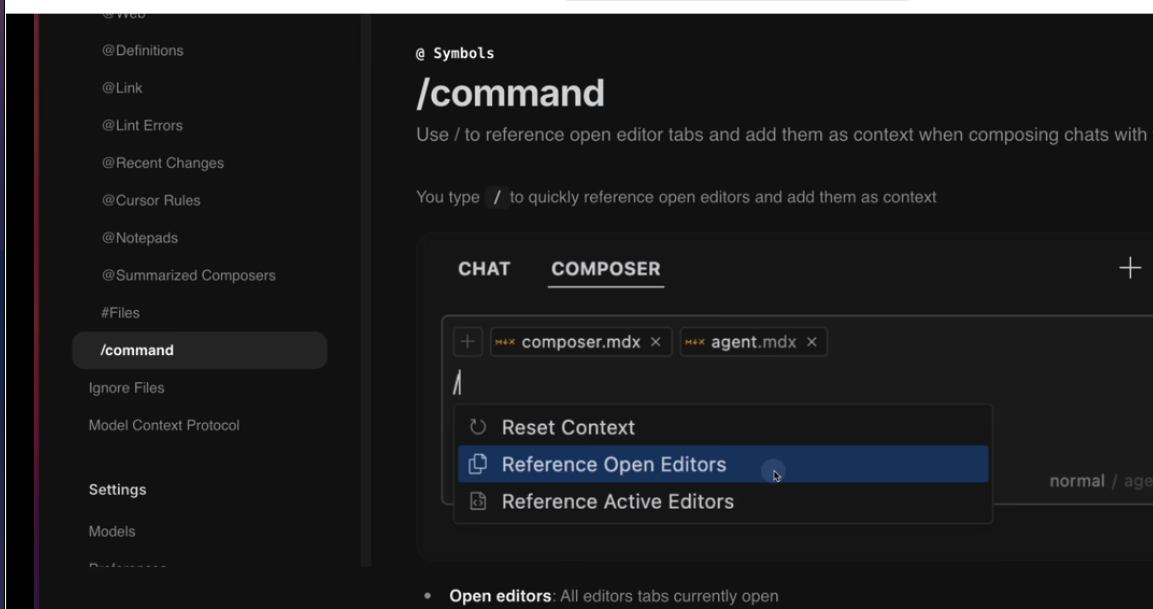 @Web
@Definitions
@Link
@Lint Errors
@Recent Changes
@Cursor Rules
@Notepads
@Summarized Composers
#Files
/command
Ignore Files
Model Context Protocol
Settings
Models
Preferences
@ Symbols
/command
Use / to reference open editor tabs and add them as context when composing chats with
You type / to quickly reference open editors and add them as context
CHAT COMPOSER
composer.mdx × agent.mdx ×
/
Reset Context
Reference Open Editors
Reference Active Editors
normal / age
• Open editors: All editors tabs currently open